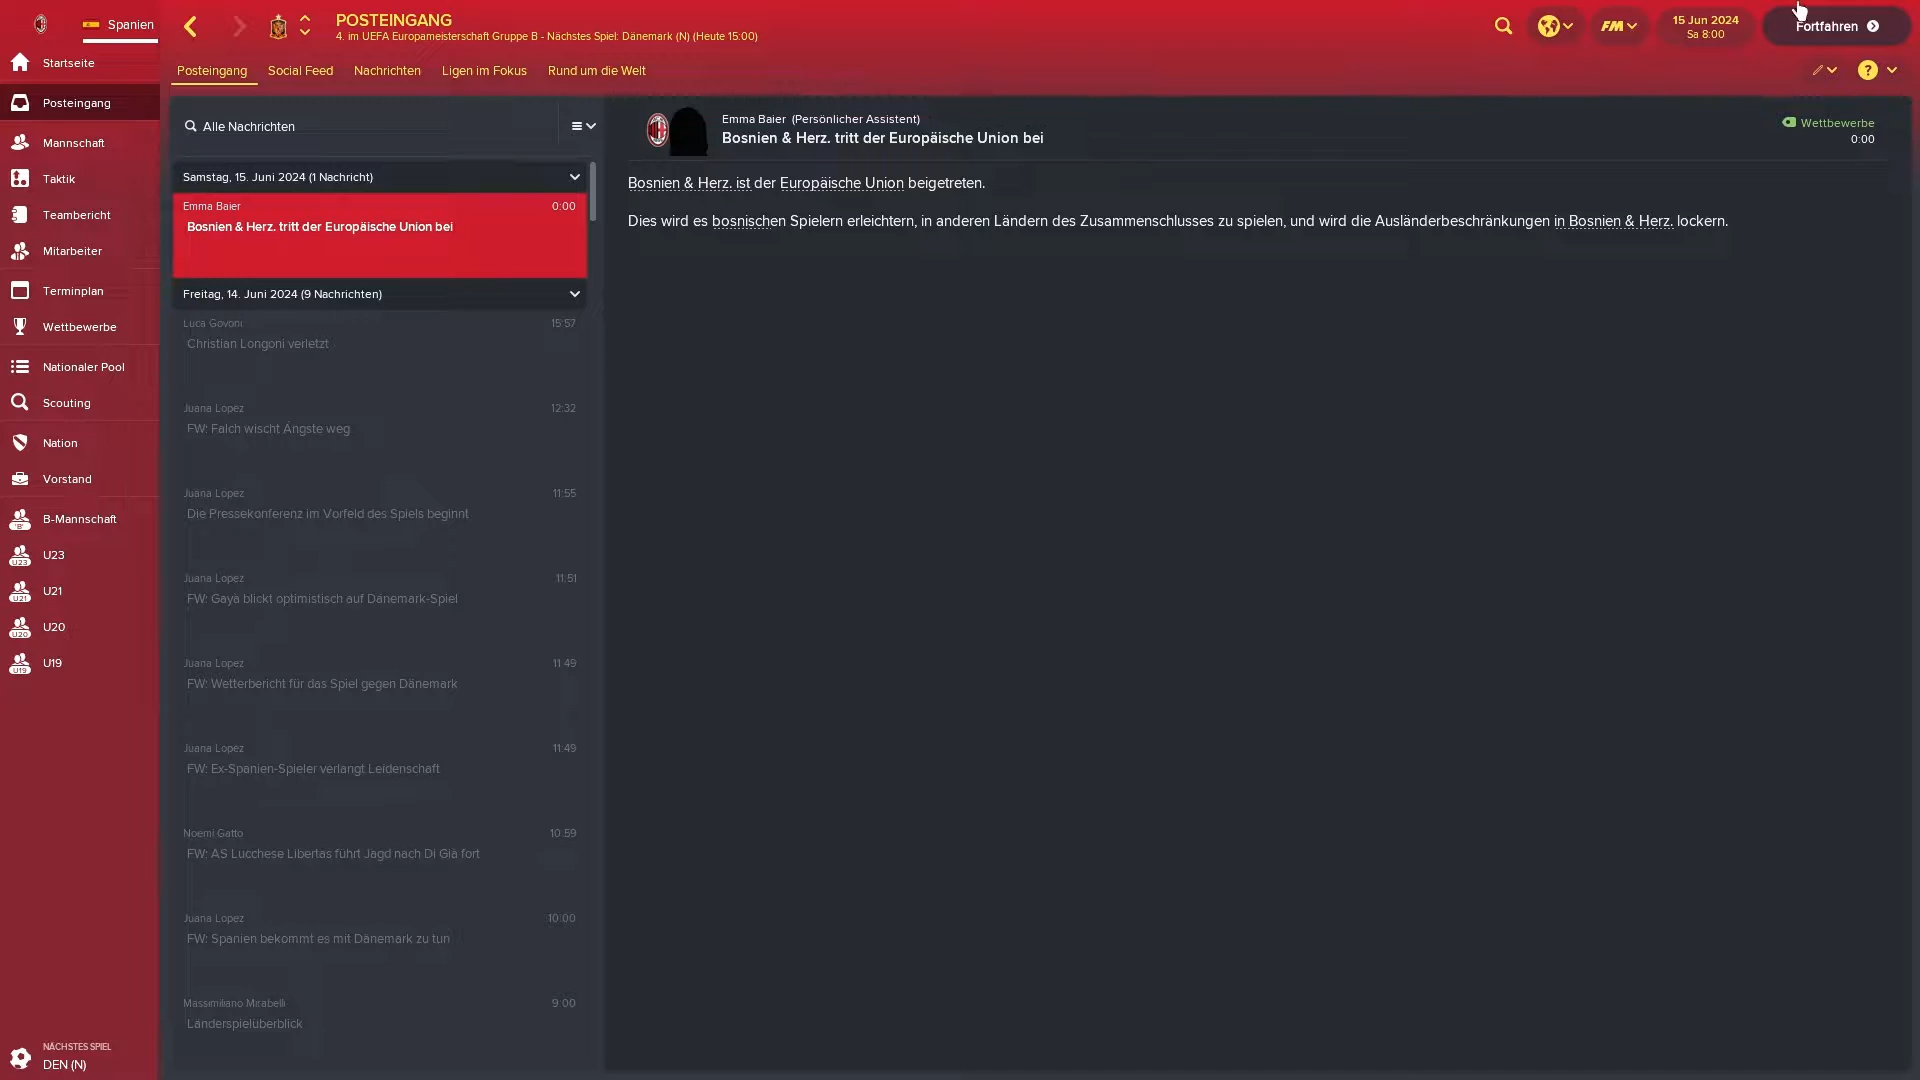 Spanien
POSTEINGANG
4. im UEFA Europameisterschaft Gruppe B - Nächstes Spiel: Dänemark (N) (Heute 15:00)
FM
15 Jun 2024
Sa 8:00
Fortfahren
Startseite
Posteingang
Mannschaft
Taktik
Teambericht
Mitarbeiter
Terminplan
Wettbewerbe
Nationaler Pool
Scouting
Nation
Vorstand
B-Mannschaft
U23
U21
U20
U19
NÄCHSTES SPIEL
DEN (N)
Posteingang Social Feed Nachrichten Ligen im Fokus Rund um die Welt
?
Alle Nachrichten
Samstag, 15. Juni 2024 (1 Nachricht)
Emma Baier 0:00
Bosnien & Herz. tritt der Europäische Union bei
Freitag, 14. Juni 2024 (9 Nachrichten)
Luca Govoni 15:57
Christian Longoni verletzt
Juana Lopez 12:32
FW: Falch wischt Ängste weg
Juana Lopez 11:55
Die Pressekonferenz im Vorfeld des Spiels beginnt
Juana Lopez 11:51
FW: Gayà blickt optimistisch auf Dänemark-Spiel
Juana Lopez 11:49
FW: Wetterbericht für das Spiel gegen Dänemark
Juana Lopez 11:49
FW: Ex-Spanien-Spieler verlangt Leidenschaft
Noemi Gatto 10:59
FW: AS Lucchese Libertas führt Jagd nach Di Già fort
Juana Lopez 10:00
FW: Spanien bekommt es mit Dänemark zu tun
Massimiliano Mirabelli 9:00
Länderspielüberblick
Emma Baier (Persönlicher Assistent)
Bosnien & Herz. tritt der Europäische Union bei
Wettbewerbe
0:00
Bosnien & Herz. ist der Europäische Union beigetreten.
Dies wird es bosnischen Spielern erleichtern, in anderen Ländern des Zusammenschlusses zu spielen, und wird die Ausländerbeschränkungen in Bosnien & Herz. lockern.